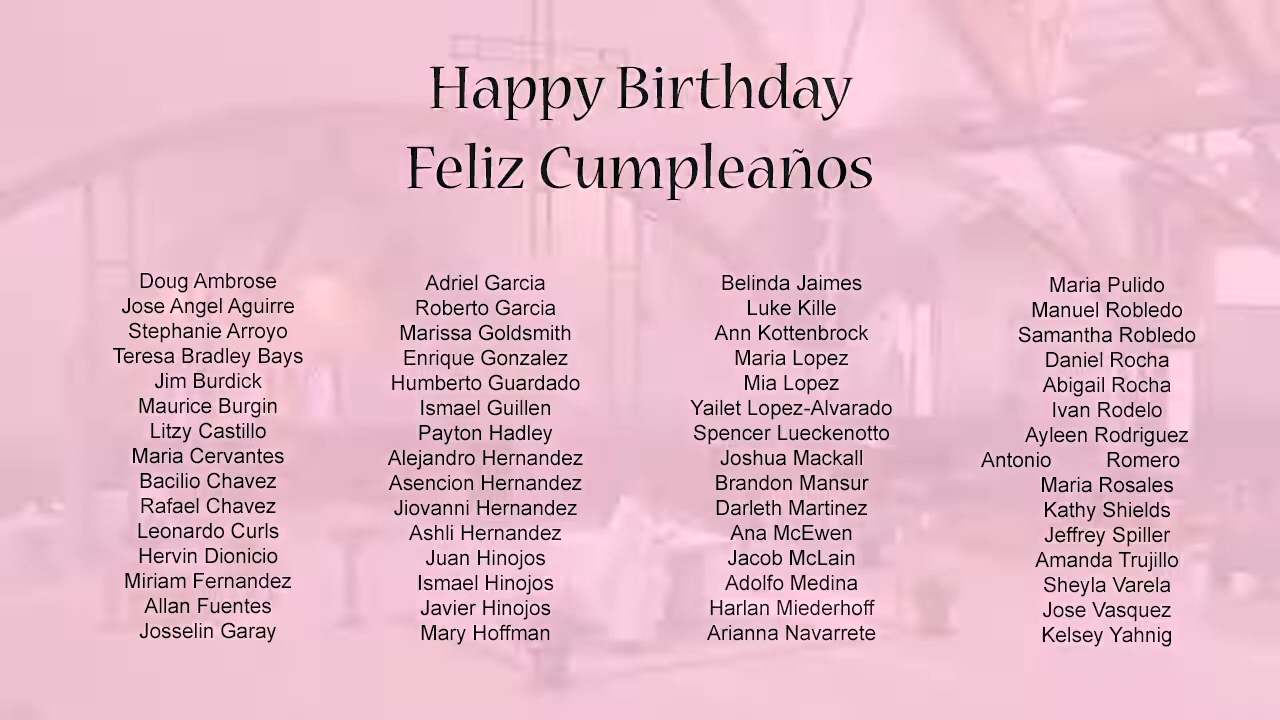 Happy Birthday
Feliz Cumpleaños
Doug Ambrose
Jose Angel Aguirre
Stephanie Arroyo
Teresa Bradley Bays
Jim Burdick
Maurice Burgin
Litzy Castillo
Maria Cervantes
Bacilio Chavez
Rafael Chavez
Leonardo Curls
Hervin Dionicio
Miriam Fernandez
Allan Fuentes
Josselin Garay
Adriel Garcia
Roberto Garcia
Marissa Goldsmith
Enrique Gonzalez
Humberto Guardado
Ismael Guillen
Payton Hadley
Alejandro Hernandez
Asencion Hernandez
Jiovanni Hernandez
Ashli Hernandez
Juan Hinojos
Ismael Hinojos
Javier Hinojos
Mary Hoffman
Belinda Jaimes
Luke Kille
Ann Kottenbrock
Maria Lopez
Mia Lopez
Yailet Lopez-Alvarado
Spencer Lueckenotto
Joshua Mackall
Brandon Mansur
Darleth Martinez
Ana McEwen
Jacob McLain
Adolfo Medina
Harlan Miederhoff
Arianna Navarrete
Maria Pulido
Manuel Robledo
Samantha Robledo
Daniel Rocha
Abigail Rocha
Ivan Rodelo
Ayleen Rodriguez
Antonio Romero
Maria Rosales
Kathy Shields
Jeffrey Spiller
Amanda Trujillo
Sheyla Varela
Jose Vasquez
Kelsey Yahnig